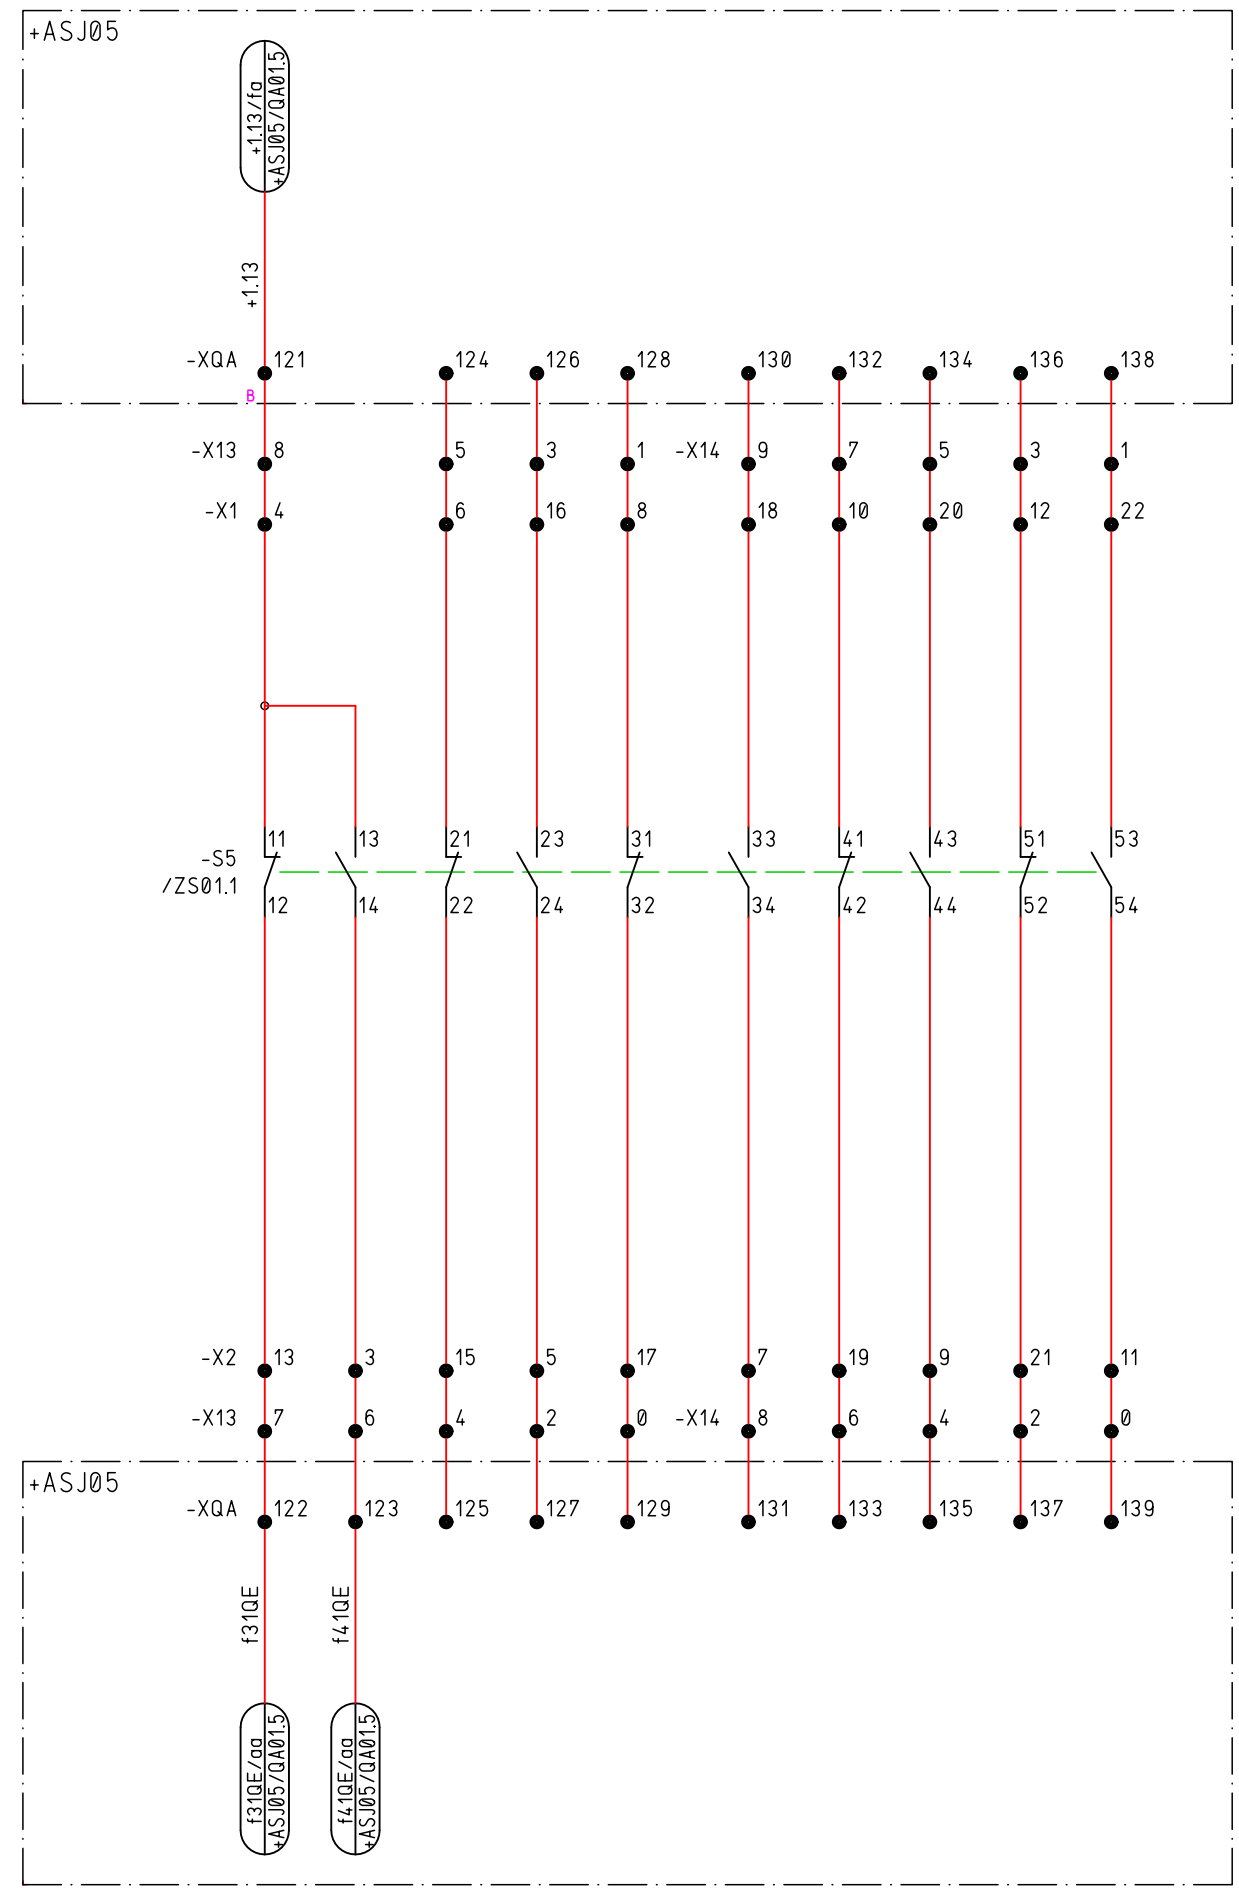 +ASJ05
+1.13/fa
+ASJ05/QA01.5
+1.13
-XQA 121 124 126 128 130 132 134 136 138
B
-X13 8 5 3 1 -X14 9 7 5 3 1
-X1 4 6 16 8 18 10 20 12 22
11 13 21 23 31 33 41 43 51 53
-S5
/ZS01.1
12 14 22 24 32 34 42 44 52 54
-X2 13 3 15 5 17 7 19 9 21 11
-X13 7 6 4 2 0 -X14 8 6 4 2 0
+ASJ05
-XQA 122 123 125 127 129 131 133 135 137 139
f31QE f41QE
f31QE/aa
+ASJ05/QA01.5
f41QE/aa
+ASJ05/QA01.5